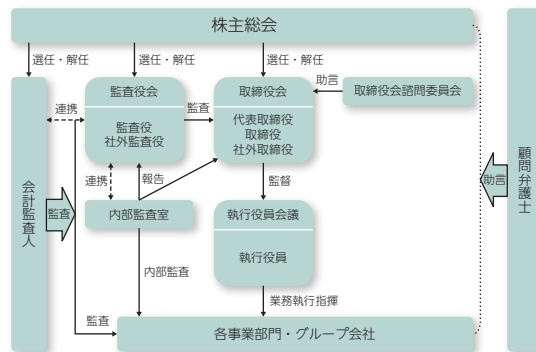 株主総会
選任・解任
選任・解任
選任・解任
助言
監査役会
取締役会
取締役会諮問委員会
連携
監査
監査役
社外監査役
代表取締役
取締役
社外取締役
会計監査人
顧問弁護士
連携
報告
監督
助言
監査
内部監査室
執行役員会議
執行役員
内部監査
業務執行指揮
監査
各事業部門・グループ会社